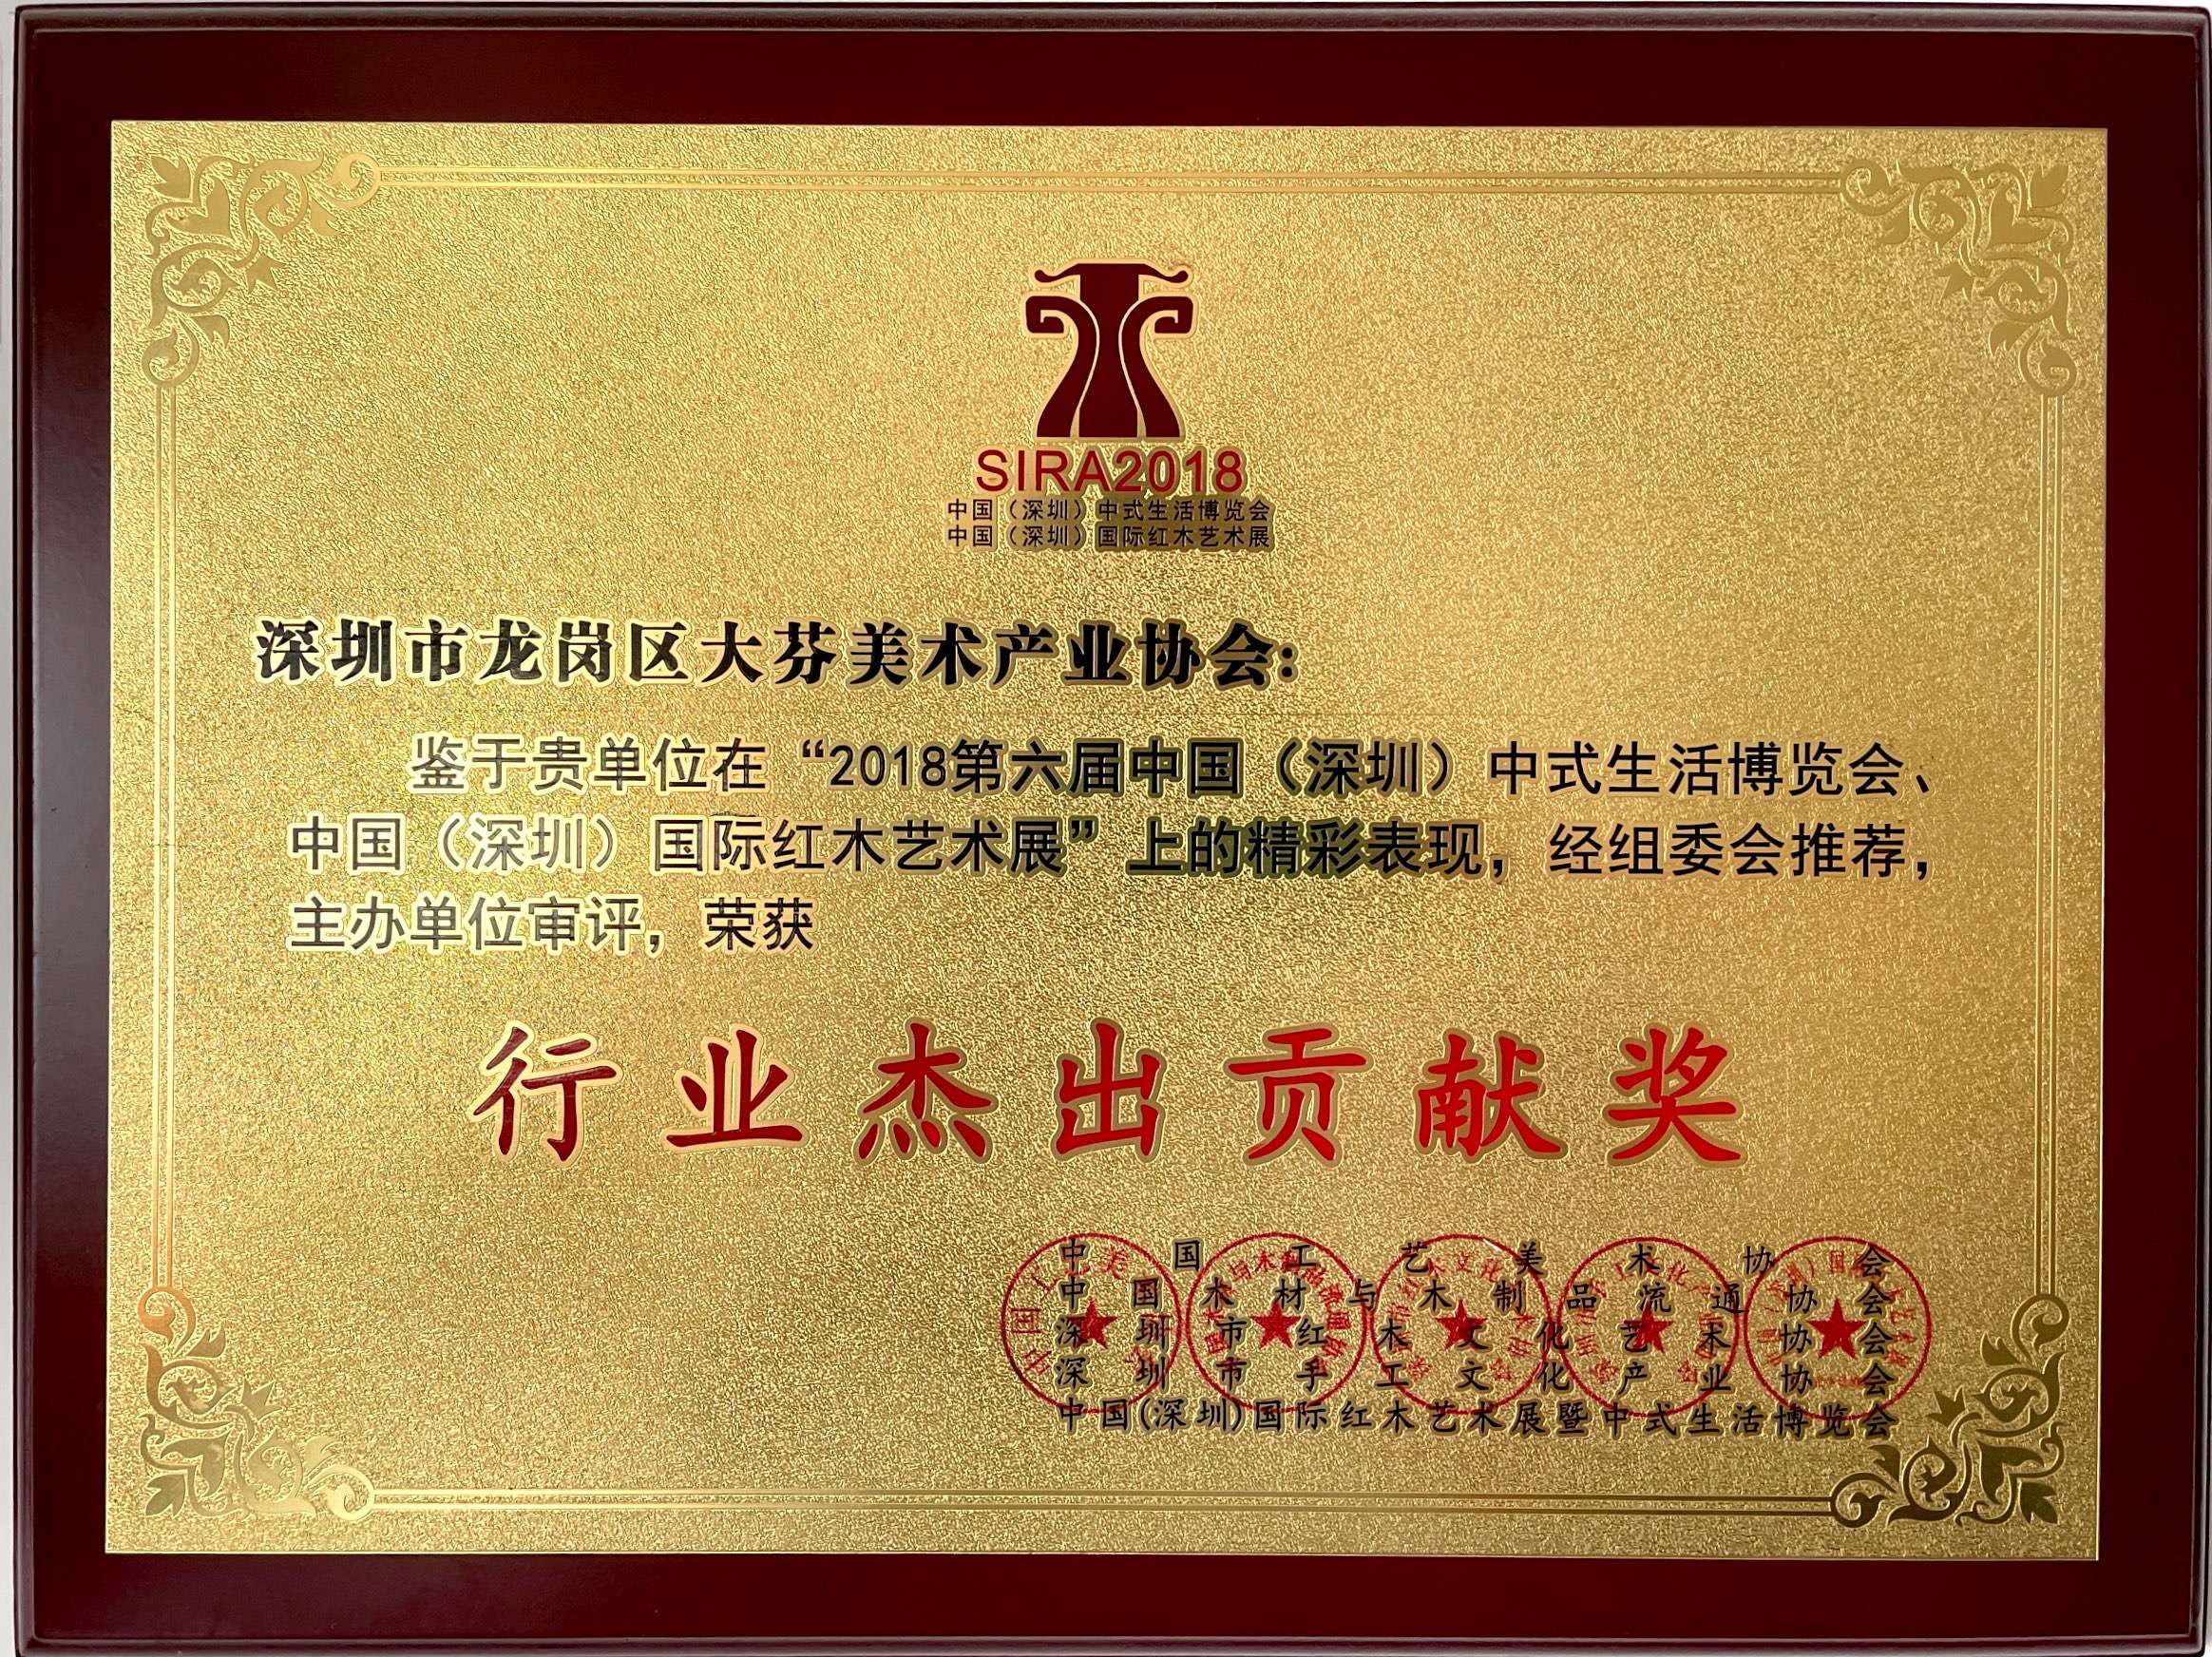 SIRA2018
中国（深圳）中式生活博览会
中国（深圳）国际红木艺术展
深圳市龙岗区大芬美术产业协会:
鉴于贵单位在“2018第六届中国（深圳）中式生活博览会、
中国（深圳）国际红木艺术展”上的精彩表现，经组委会推荐，
主办单位审评，荣获
行业杰出贡献奖
中国工艺美术协会
中国木材与木制品流通协会
深圳市红木文化艺术协会
深圳市手工文化产业协会
中国(深圳)国际红木艺术展暨中式生活博览会